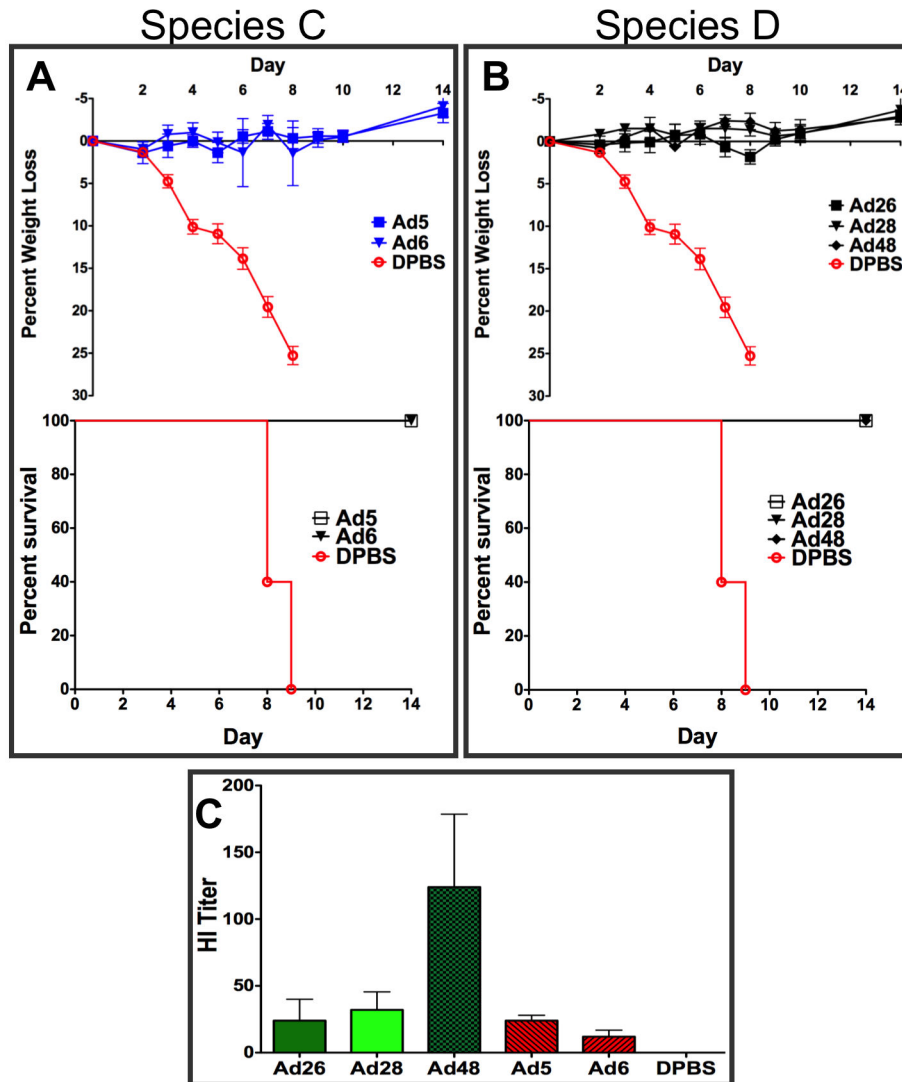 Species C
Species D
A
Day
2 4 6 8 10 12 14
-5
0
5
10
15
20
25
30
Percent Weight Loss
Ad5
Ad6
DPBS
100
80
60
40
20
0
Percent survival
Ad5
Ad6
DPBS
0 2 4 6 8 10 12 14
Day
B
Day
2 4 6 8 10 12 14
-5
0
5
10
15
20
25
30
Percent Weight Loss
Ad26
Ad28
Ad48
DPBS
100
80
60
40
20
0
Percent survival
Ad26
Ad28
Ad48
DPBS
0 2 4 6 8 10 12 14
Day
C
200
150
100
50
0
HI Titer
Ad26 Ad28 Ad48 Ad5 Ad6 DPBS